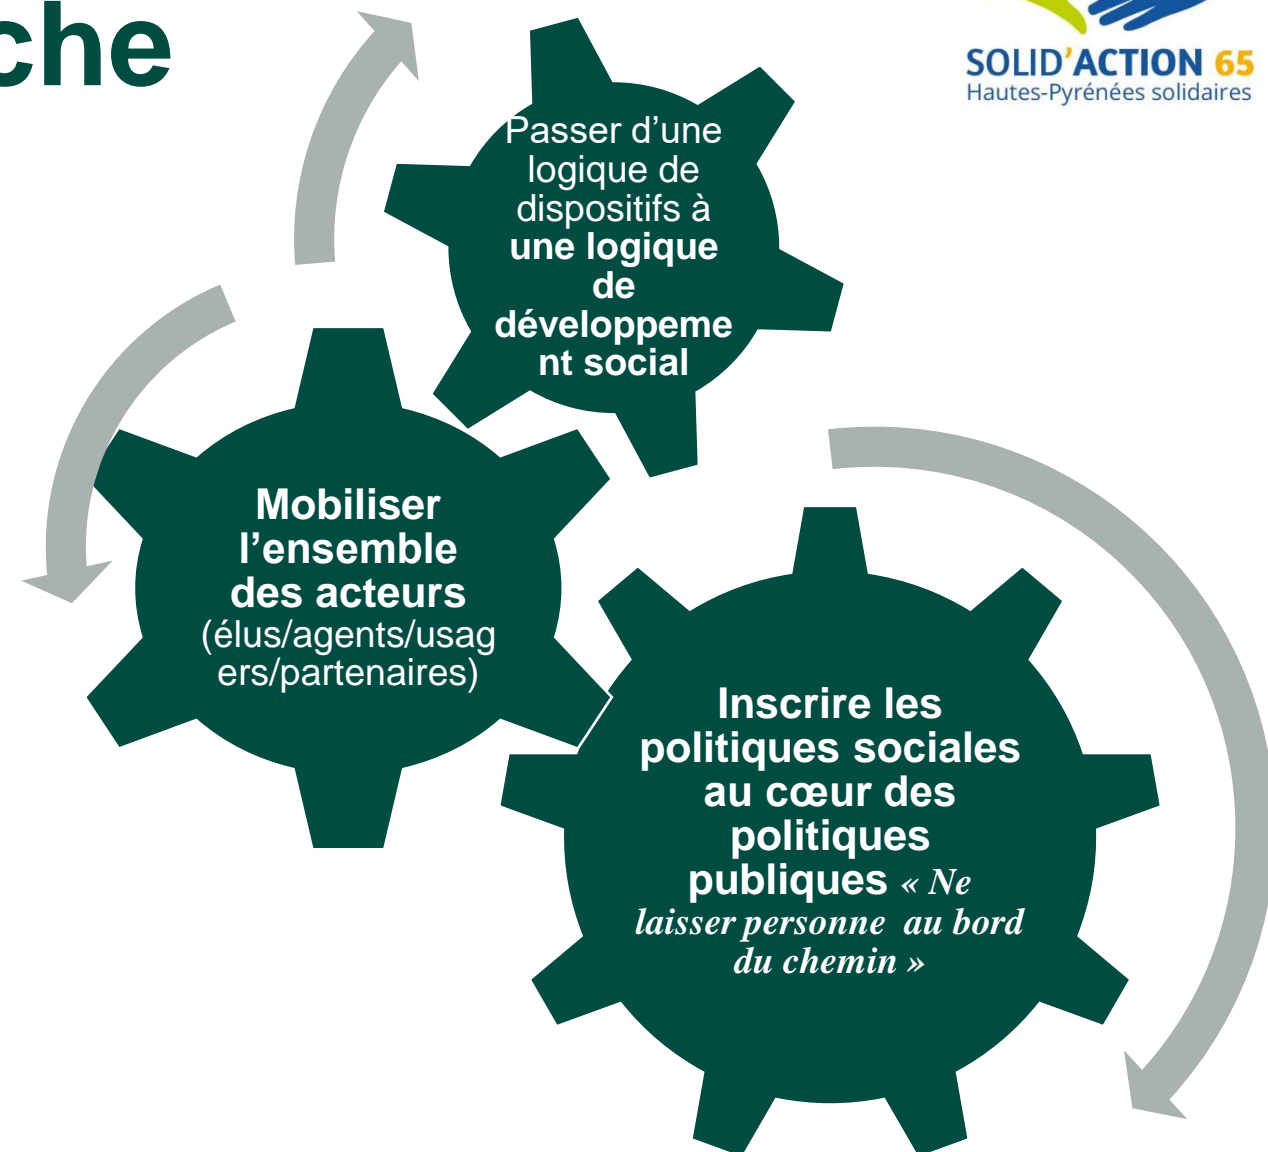 che
SOLID'ACTION 65
Hautes-Pyrénées solidaires
Passer d’une
logique de
dispositifs à
une logique
de
développeme
nt social
Mobiliser
l’ensemble
des acteurs
(élus/agents/usag
ers/partenaires)
Inscrire les
politiques sociales
au cœur des
politiques
publiques « Ne
laisser personne  au bord
du chemin »